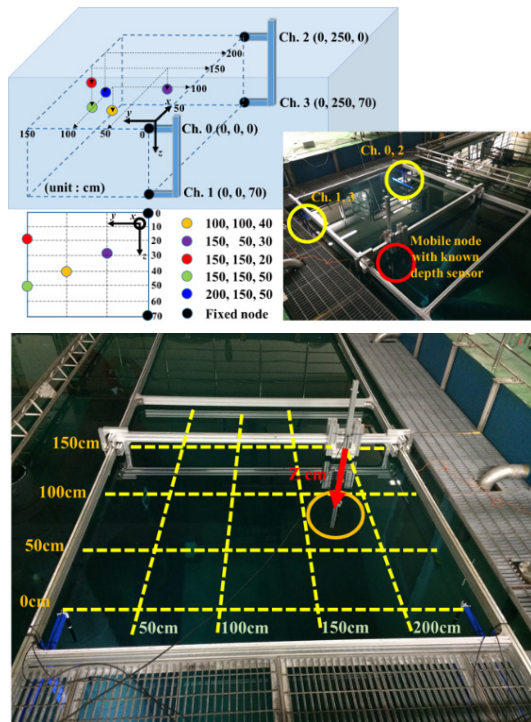 Ch. 2 (0, 250, 0)
200
150
100
Ch. 3 (0, 250, 70)
x
50
y
150
100
50
0
Ch. 0 (0, 0, 0)
z
(unit : cm)
Ch. 1 (0, 0, 70)
Ch. 0, 2
Ch. 1, 3
Mobile node
with known
depth sensor
y
x
z
0
10
20
30
40
50
60
70
100, 100, 40
150, 50, 30
150, 150, 20
150, 150, 50
200, 150, 50
Fixed node
150cm
Z cm
100cm
50cm
0cm
50cm
100cm
150cm
200cm